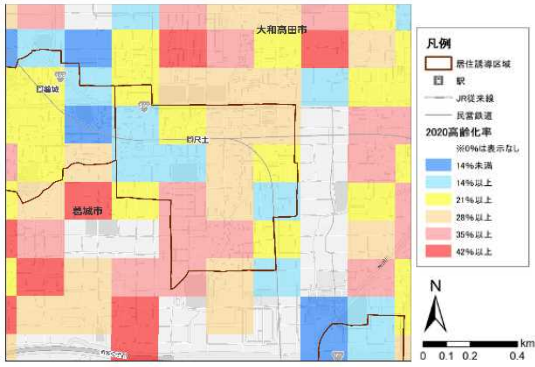 大和高田市
尺土
葛城市
凡例
居住誘導区域
駅
JR在来線
民営鉄道
2020高齢化率
※0%は表示なし
14%未満
14%以上
21%以上
28%以上
35%以上
42%以上
N
km
0 0.1 0.2 0.4